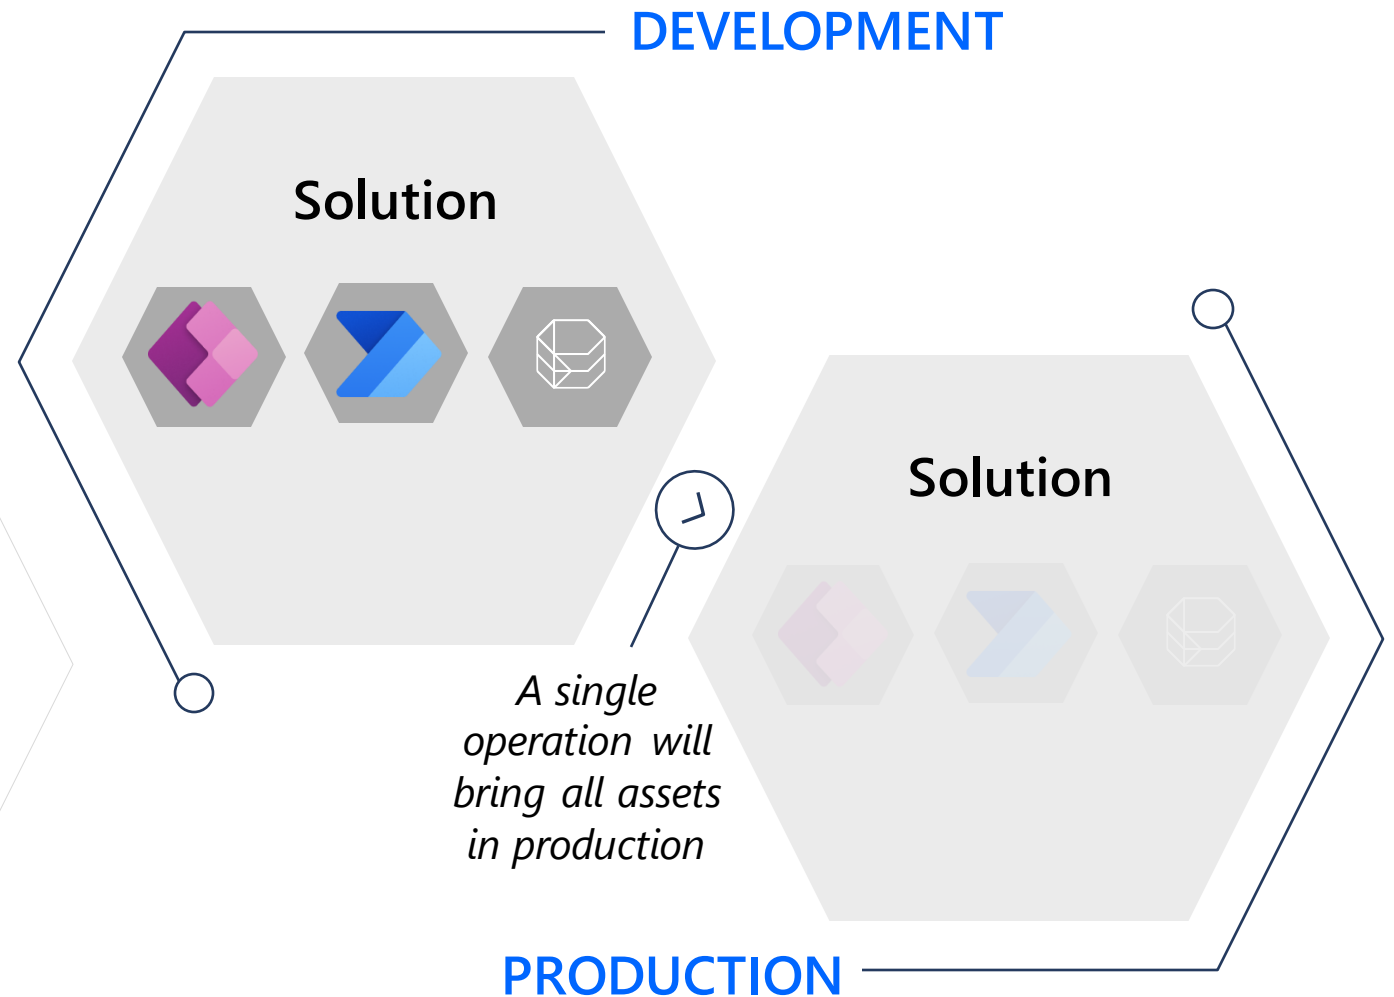 DEVELOPMENT
Solution
Solution
A single
operation will
bring all assets
in production
PRODUCTION